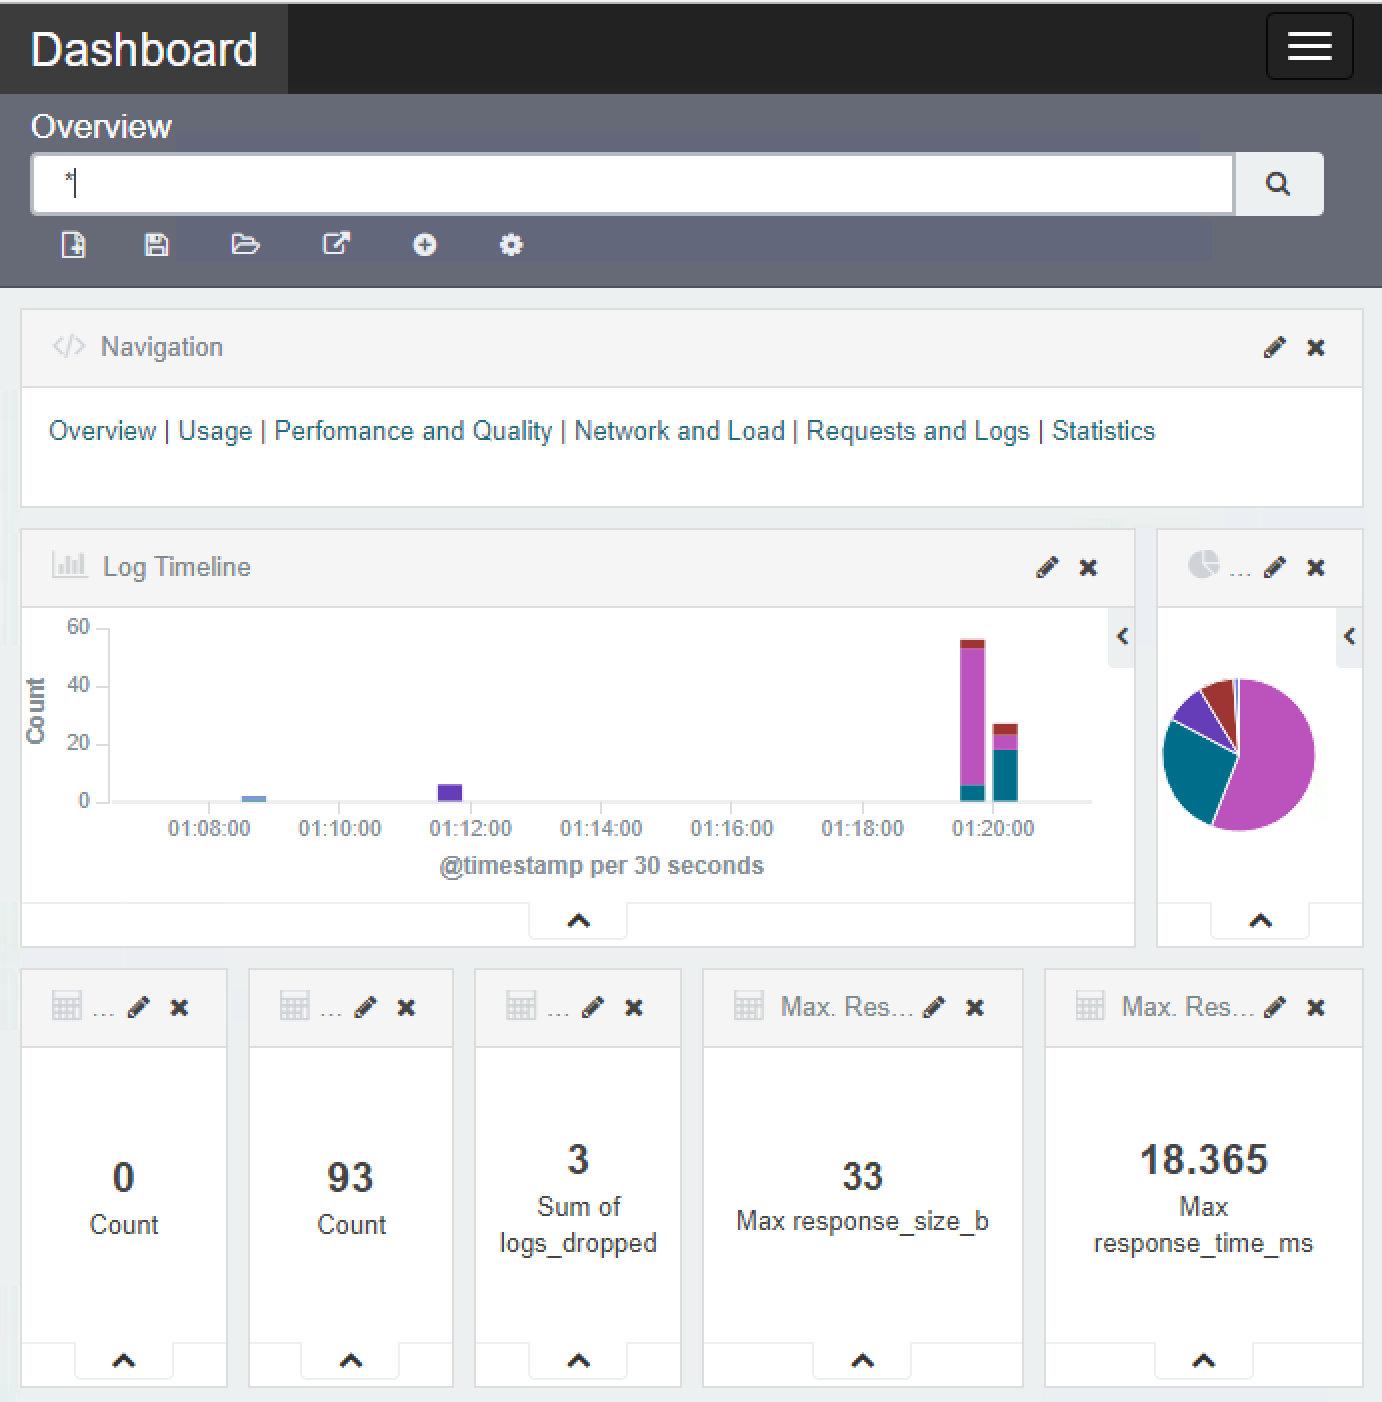 Dashboard
Overview
*
Navigation
Overview | Usage | Perfomance and Quality | Network and Load | Requests and Logs | Statistics
Log Timeline
...
60
40
20
0
Count
01:08:00 01:10:00 01:12:00 01:14:00 01:16:00 01:18:00 01:20:00
@timestamp per 30 seconds
... ... ... Max. Res... Max. Res...
0
Count
93
Count
3
Sum of
logs_dropped
33
Max response_size_b
18.365
Max
response_time_ms